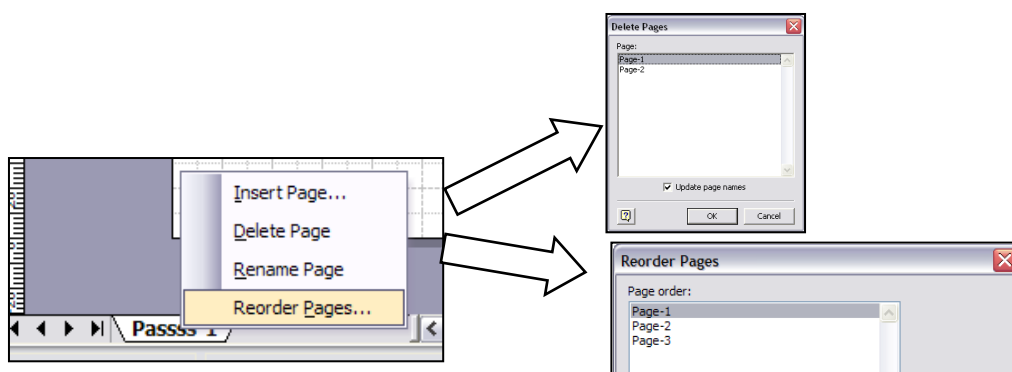 Delete Pages
Page:
Page-1
Page-2
Update page names
OK
Cancel
Insert Page...
Delete Page
Rename Page
Reorder Pages...
Passss-1
Reorder Pages
Page order:
Page-1
Page-2
Page-3